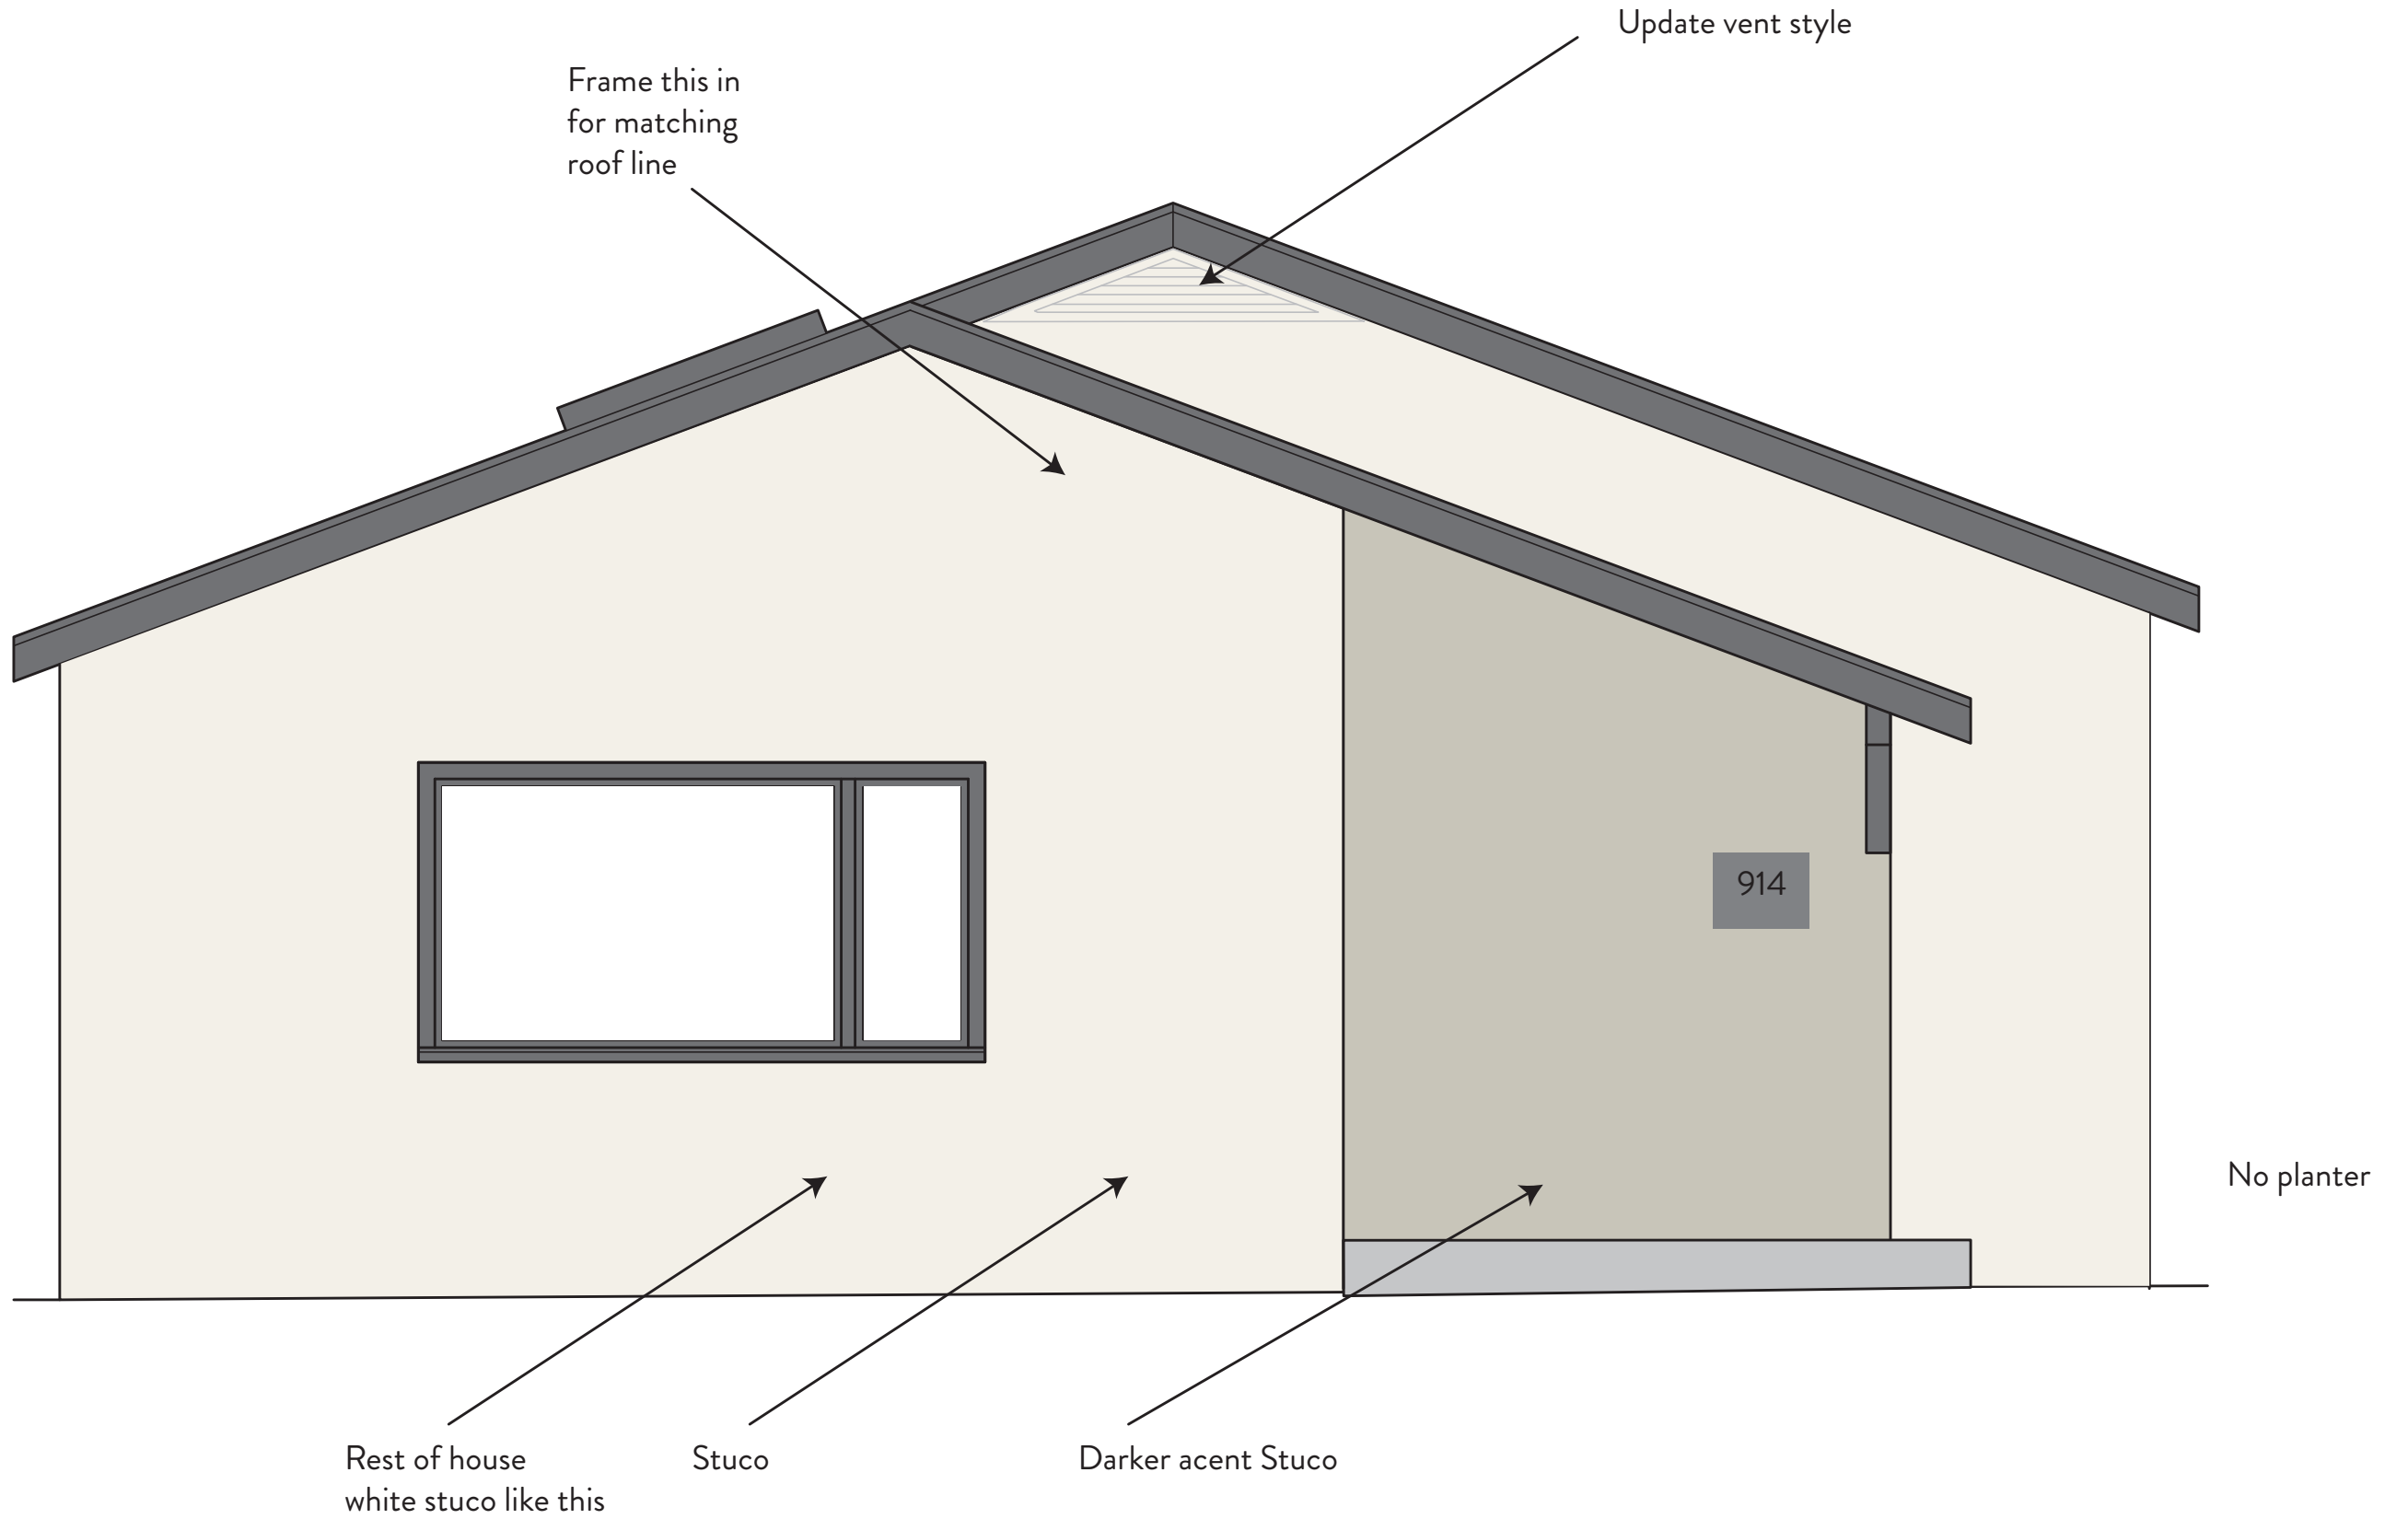 Update vent style
Frame this in
for matching
roof line
914
No planter
Rest of house
white stuco like this
Stuco
Darker acent Stuco